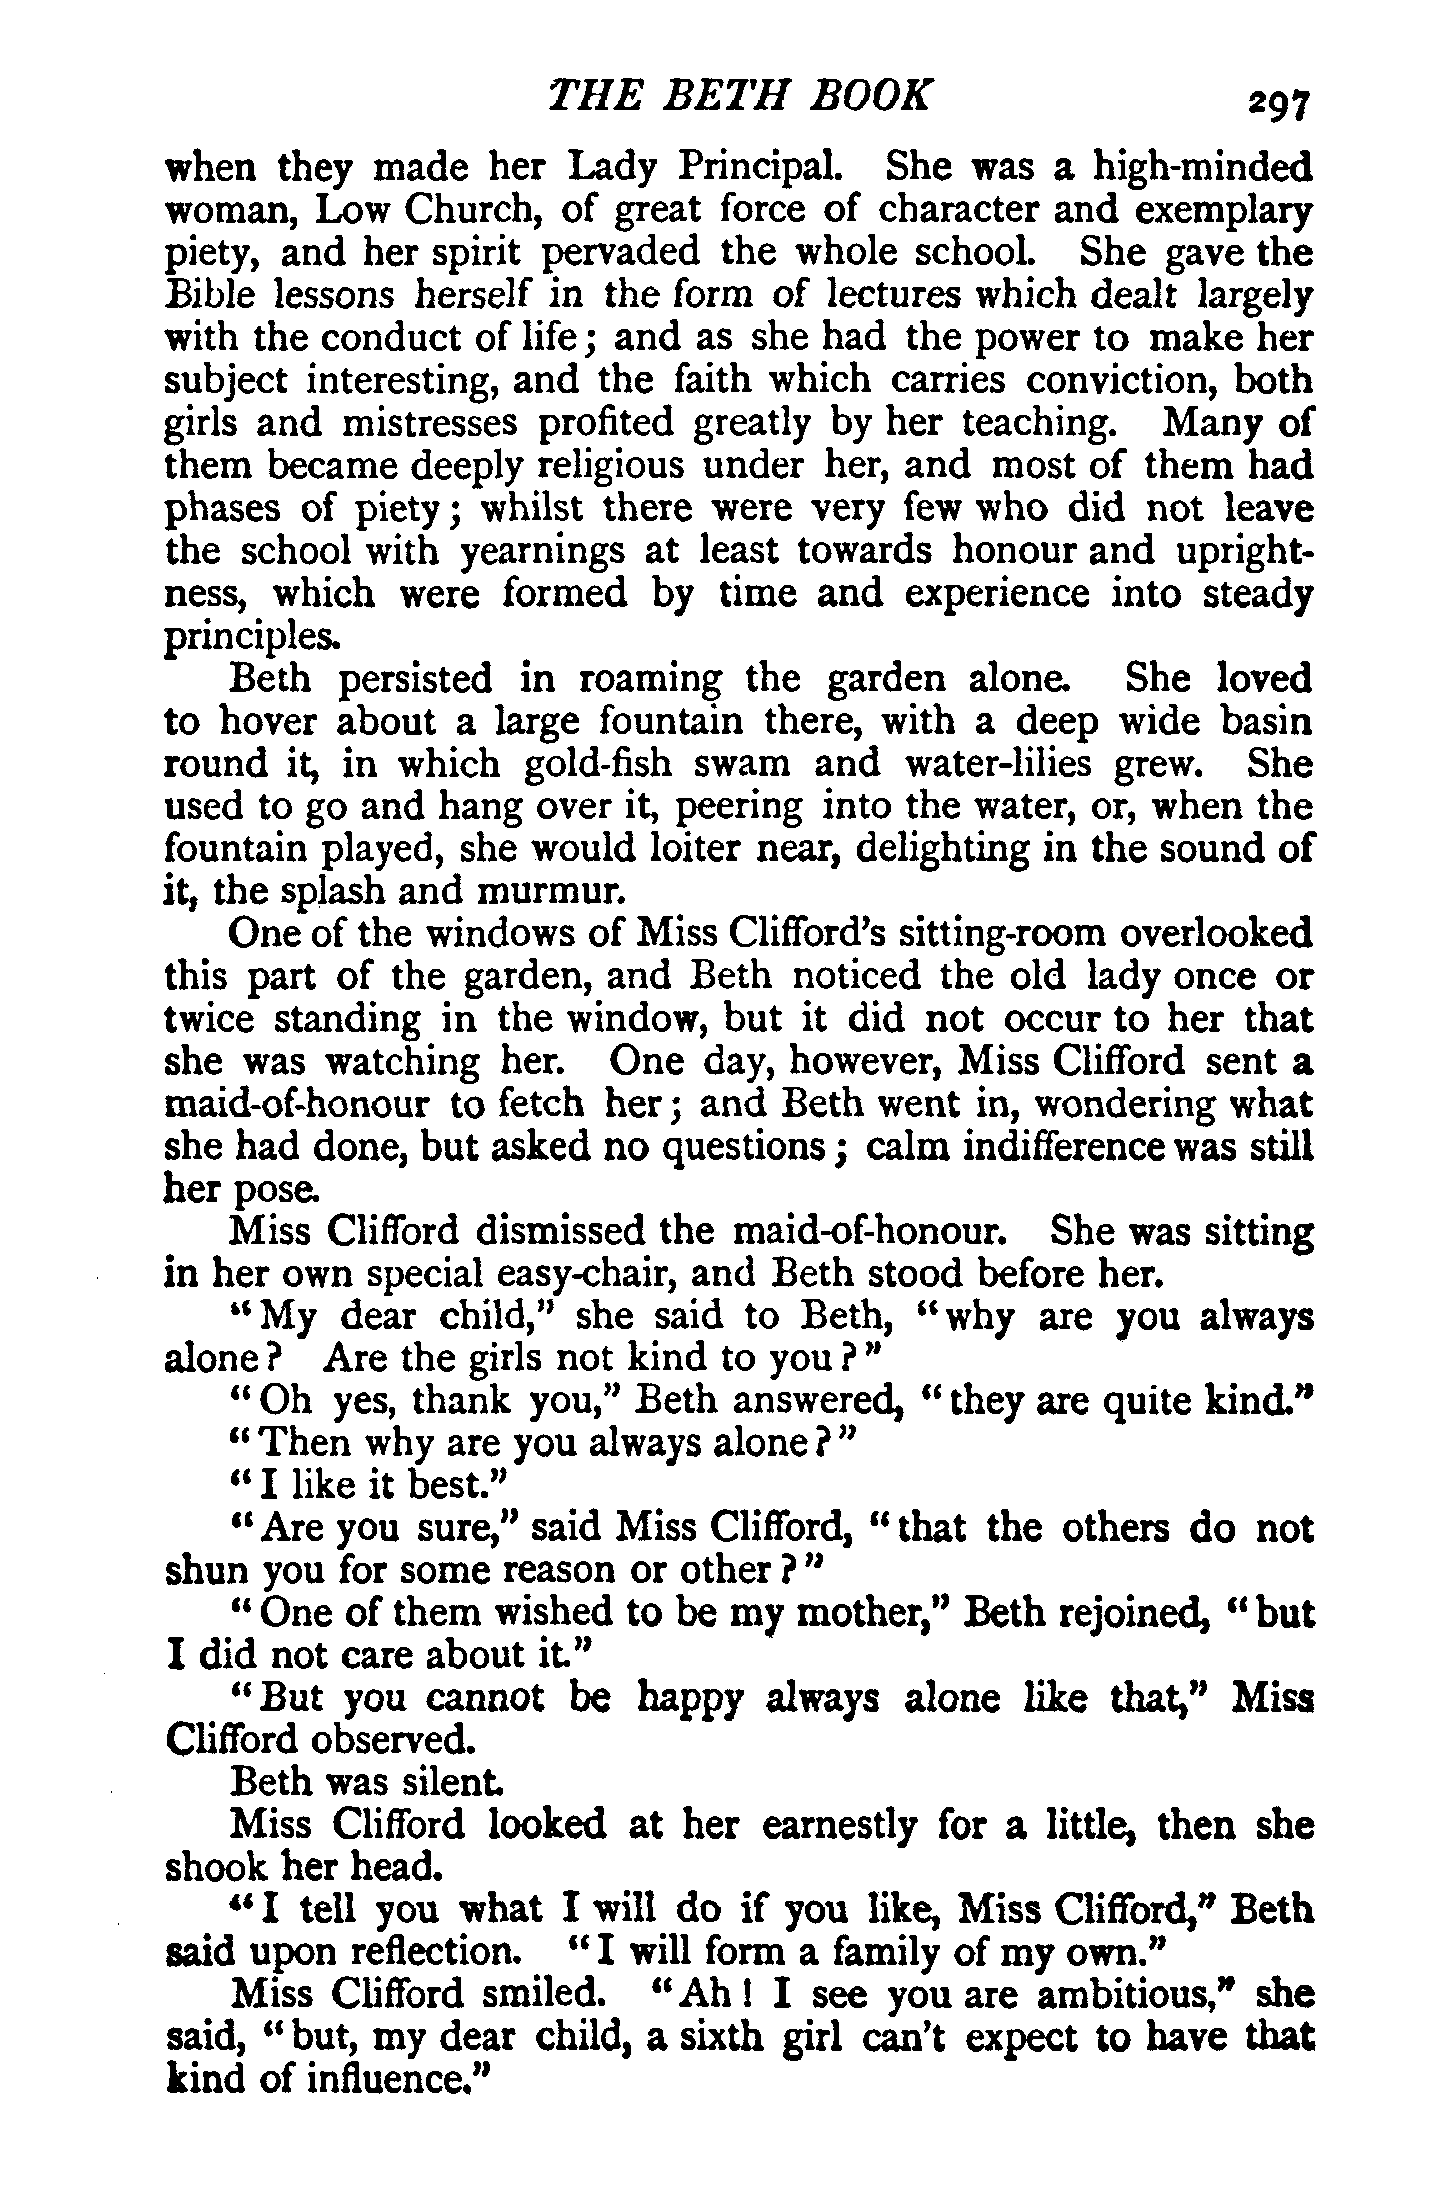 THE BETH BOOK 297
when they made her Lady Principal. She was a high-minded
woman, Low Church, of great force of character and exemplary
piety, and her spirit pervaded the whole school. She gave the
Bible lessons herself in the form of lectures which dealt largely
with the conduct of life; and as she had the power to make her
subject interesting, and the faith which carries conviction, both
girls and mistresses profited greatly by her teaching. Many of
them became deeply religious under her, and most of them had
phases of piety; whilst there were very few who did not leave
the school with yearnings at least towards honour and upright-
ness, which were formed by time and experience into steady
principles.
Beth persisted in roaming the garden alone. She loved
to hover about a large fountain there, with a deep wide basin
round it, in which gold-fish swam and water-lilies grew. She
used to go and hang over it, peering into the water, or, when the
fountain played, she would loiter near, delighting in the sound of
it, the splash and murmur.
One of the windows of Miss Clifford's sitting-room overlooked
this part of the garden, and Beth noticed the old lady once or
twice standing in the window, but it did not occur to her that
she was watching her. One day, however, Miss Clifford sent a
maid-of-honour to fetch her; and Beth went in, wondering what
she had done, but asked no questions; calm indifference was still
her pose.
Miss Clifford dismissed the maid-of-honour. She was sitting
in her own special easy-chair, and Beth stood before her.
"My dear child," she said to Beth, "why are you always
alone? Are the girls not kind to you?"
"Oh yes, thank you," Beth answered, "they are quite kind."
"Then why are you always alone?"
"I like it best."
"Are you sure," said Miss Clifford, "that the others do not
shun you for some reason or other?"
"One of them wished to be my mother," Beth rejoined, "but
I did not care about it."
"But you cannot be happy always alone like that," Miss
Clifford observed.
Beth was silent.
Miss Clifford looked at her earnestly for a little, then she
shook her head.
"I tell you what I will do if you like, Miss Clifford," Beth
said upon reflection. "I will form a family of my own."
Miss Clifford smiled. "Ah! I see you are ambitious," she
said, "but, my dear child, a sixth girl can't expect to have that
kind of influence."